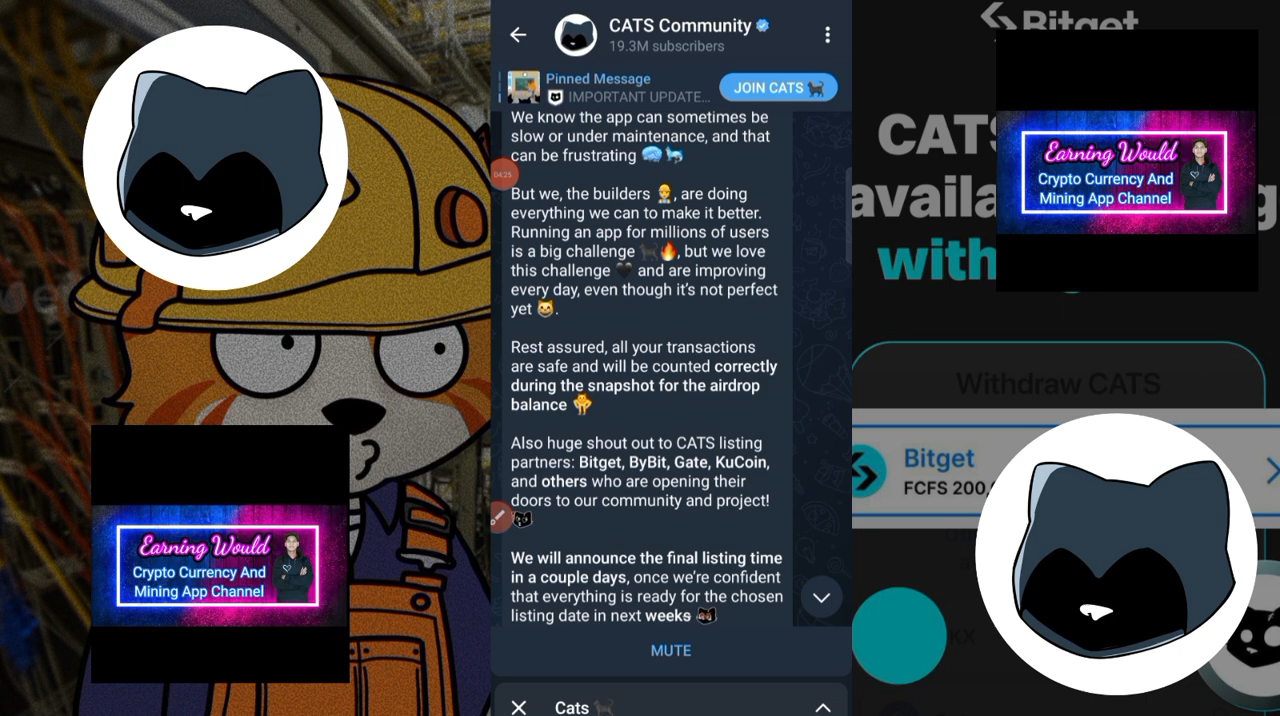 Earning Would
Crypto Currency And
Mining App Channel
CATS Community
19.3M subscribers
Pinned Message
IMPORTANT UPDATE...
JOIN CATS 🐈‍⬛
We know the app can sometimes be
slow or under maintenance, and that
can be frustrating
04:25
But we, the builders, are doing
everything we can to make it better.
Running an app for millions of users
is a big challenge 🐈‍⬛🔥, but we love
this challenge 🖤 and are improving
every day, even though it's not perfect
yet 😺.
Rest assured, all your transactions
are safe and will be counted correctly
during the snapshot for the airdrop
balance
Also huge shout out to CATS listing
partners: Bitget, ByBit, Gate, KuCoin,
and others who are opening their
doors to our community and project!
We will announce the final listing time
in a couple days, once we're confident
that everything is ready for the chosen
listing date in next weeks
MUTE
Cats 🐈‍⬛
Bitget
CATS
availa
g
with
Earning Would
Crypto Currency And
Mining App Channel
Withdraw CATS
Bitget
FCFS 200,